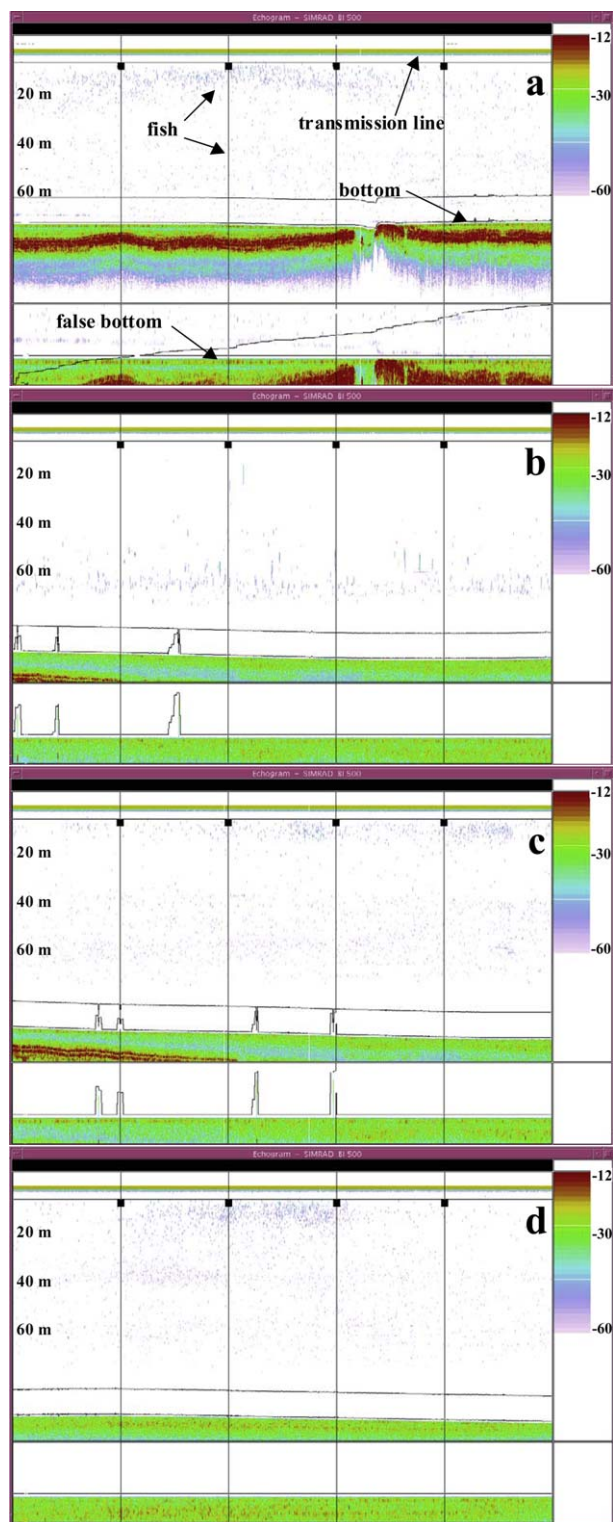 Echogram - SIMRAD BI 500
-12
a
20 m
-30
fish
transmission line
40 m
60 m
bottom
-60
false bottom
Echogram - SIMRAD BI 500
-12
b
20 m
-30
40 m
60 m
-60
Echogram - SIMRAD BI 500
-12
c
20 m
-30
40 m
60 m
-60
Echogram - SIMRAD BI 500
-12
d
20 m
-30
40 m
60 m
-60